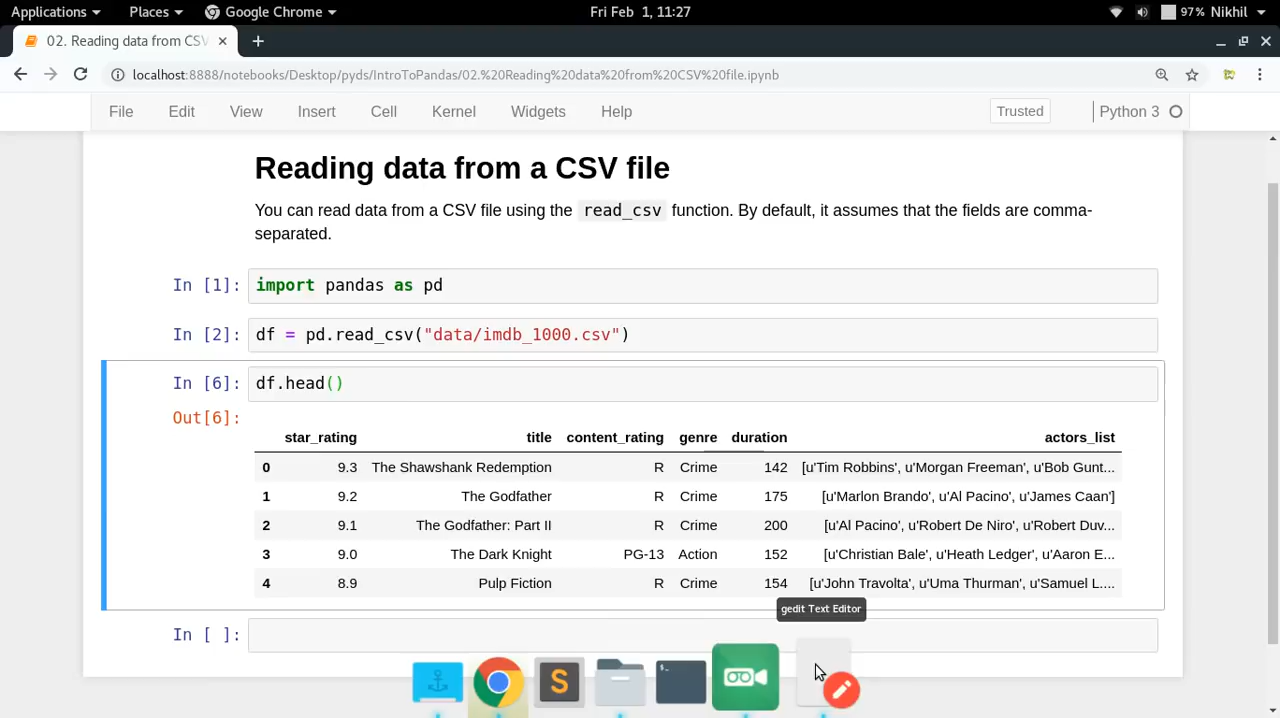 Applications Places Google Chrome Fri Feb 1, 11:27 97% Nikhil
02. Reading data from CSV
localhost:8888/notebooks/Desktop/pyds/IntroToPandas/02.%20Reading%20data%20from%20CSV%20file.ipynb
File Edit View Insert Cell Kernel Widgets Help Trusted Python 3
Reading data from a CSV file
You can read data from a CSV file using the read_csv function. By default, it assumes that the fields are comma-
separated.
In [1]: import pandas as pd
In [2]: df = pd.read_csv("data/imdb_1000.csv")
In [6]: df.head()
Out[6]:
star_rating title content_rating genre duration actors_list
0 9.3 The Shawshank Redemption R Crime 142 [u'Tim Robbins', u'Morgan Freeman', u'Bob Gunt...
1 9.2 The Godfather R Crime 175 [u'Marlon Brando', u'Al Pacino', u'James Caan']
2 9.1 The Godfather: Part II R Crime 200 [u'Al Pacino', u'Robert De Niro', u'Robert Duv...
3 9.0 The Dark Knight PG-13 Action 152 [u'Christian Bale', u'Heath Ledger', u'Aaron E...
4 8.9 Pulp Fiction R Crime 154 [u'John Travolta', u'Uma Thurman', u'Samuel L....
gedit Text Editor
In [ ]:
S